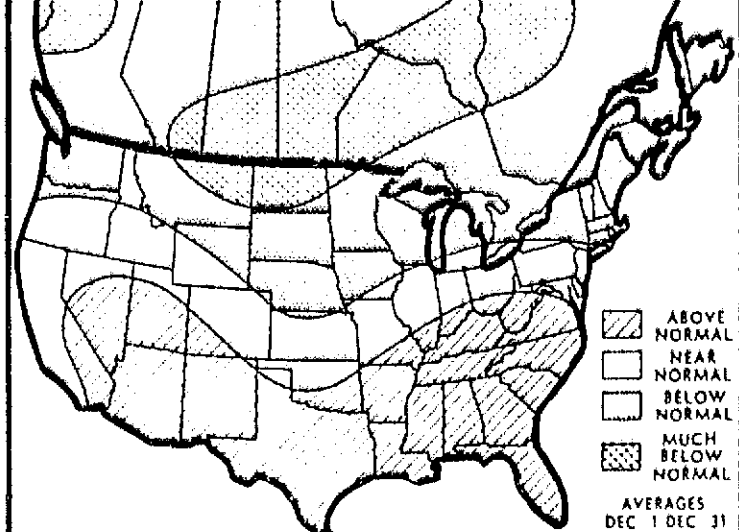 ABOVE
NORMAL
NEAR
NORMAL
BELOW
NORMAL
MUCH
BELOW
NORMAL
AVERAGES
DEC 1 DEC 31